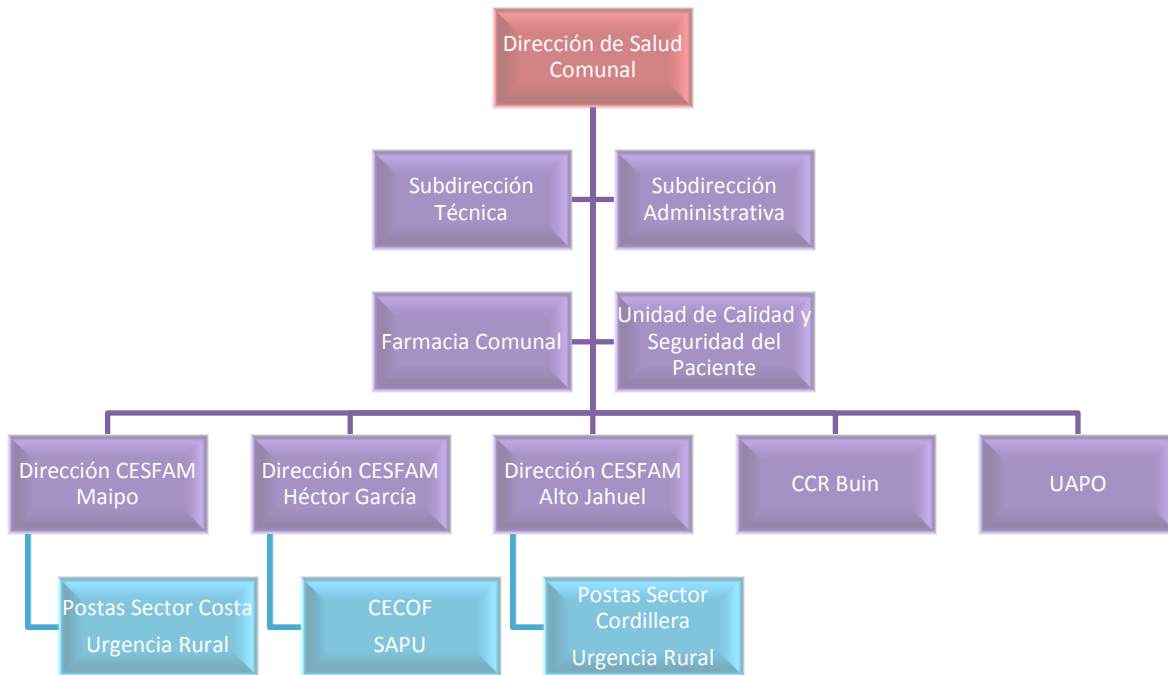 Dirección de Salud
Comunal
Subdirección
Técnica
Subdirección
Administrativa
Farmacia Comunal
Unidad de Calidad y
Seguridad del
Paciente
Dirección CESFAM
Maipo
Dirección CESFAM
Héctor García
Dirección CESFAM
Alto Jahuel
CCR Buin
UAPO
Postas Sector Costa
Urgencia Rural
CECOF
SAPU
Postas Sector
Cordillera
Urgencia Rural